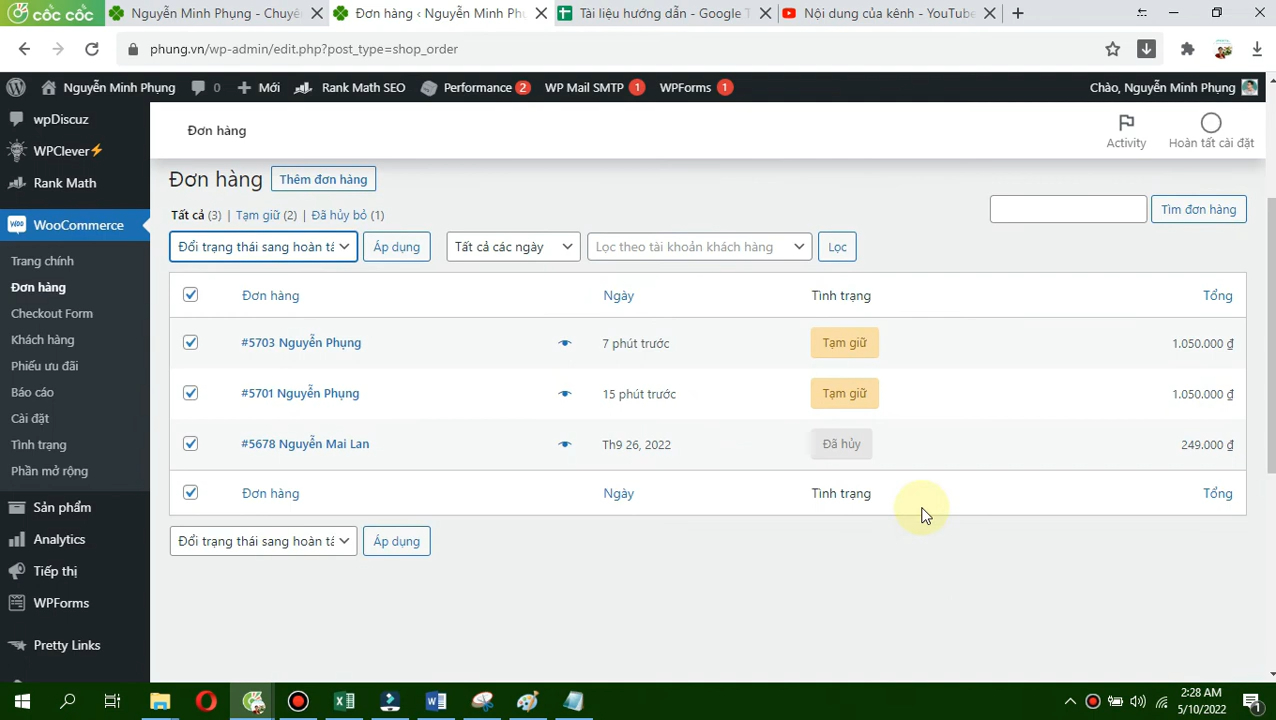 cốc cốc
Nguyễn Minh Phụng - Chuyê
Đơn hàng ‹ Nguyễn Minh Phụ
Tài liệu hướng dẫn - Google T
Nội dung của kênh - YouTube
phung.vn/wp-admin/edit.php?post_type=shop_order
Nguyễn Minh Phụng 0 Mới Rank Math SEO Performance 2 WP Mail SMTP 1 WPForms 1 Chào, Nguyễn Minh Phụng
wpDiscuz
WPClever
Rank Math
WooCommerce
Trang chính
Đơn hàng
Checkout Form
Khách hàng
Phiếu ưu đãi
Báo cáo
Cài đặt
Tình trạng
Phần mở rộng
Sản phẩm
Analytics
Tiếp thị
WPForms
Pretty Links
Đơn hàng
Activity
Hoàn tất cài đặt
Đơn hàng Thêm đơn hàng
Tất cả (3) | Tạm giữ (2) | Đã hủy bỏ (1)
Tìm đơn hàng
Đổi trạng thái sang hoàn tấ Áp dụng Tất cả các ngày Lọc theo tài khoản khách hàng Lọc
Đơn hàng Ngày Tình trạng Tổng
#5703 Nguyễn Phụng 7 phút trước Tạm giữ 1.050.000 ₫
#5701 Nguyễn Phụng 15 phút trước Tạm giữ 1.050.000 ₫
#5678 Nguyễn Mai Lan Th9 26, 2022 Đã hủy 249.000 ₫
Đơn hàng Ngày Tình trạng Tổng
Đổi trạng thái sang hoàn tấ Áp dụng
2:28 AM
5/10/2022
1